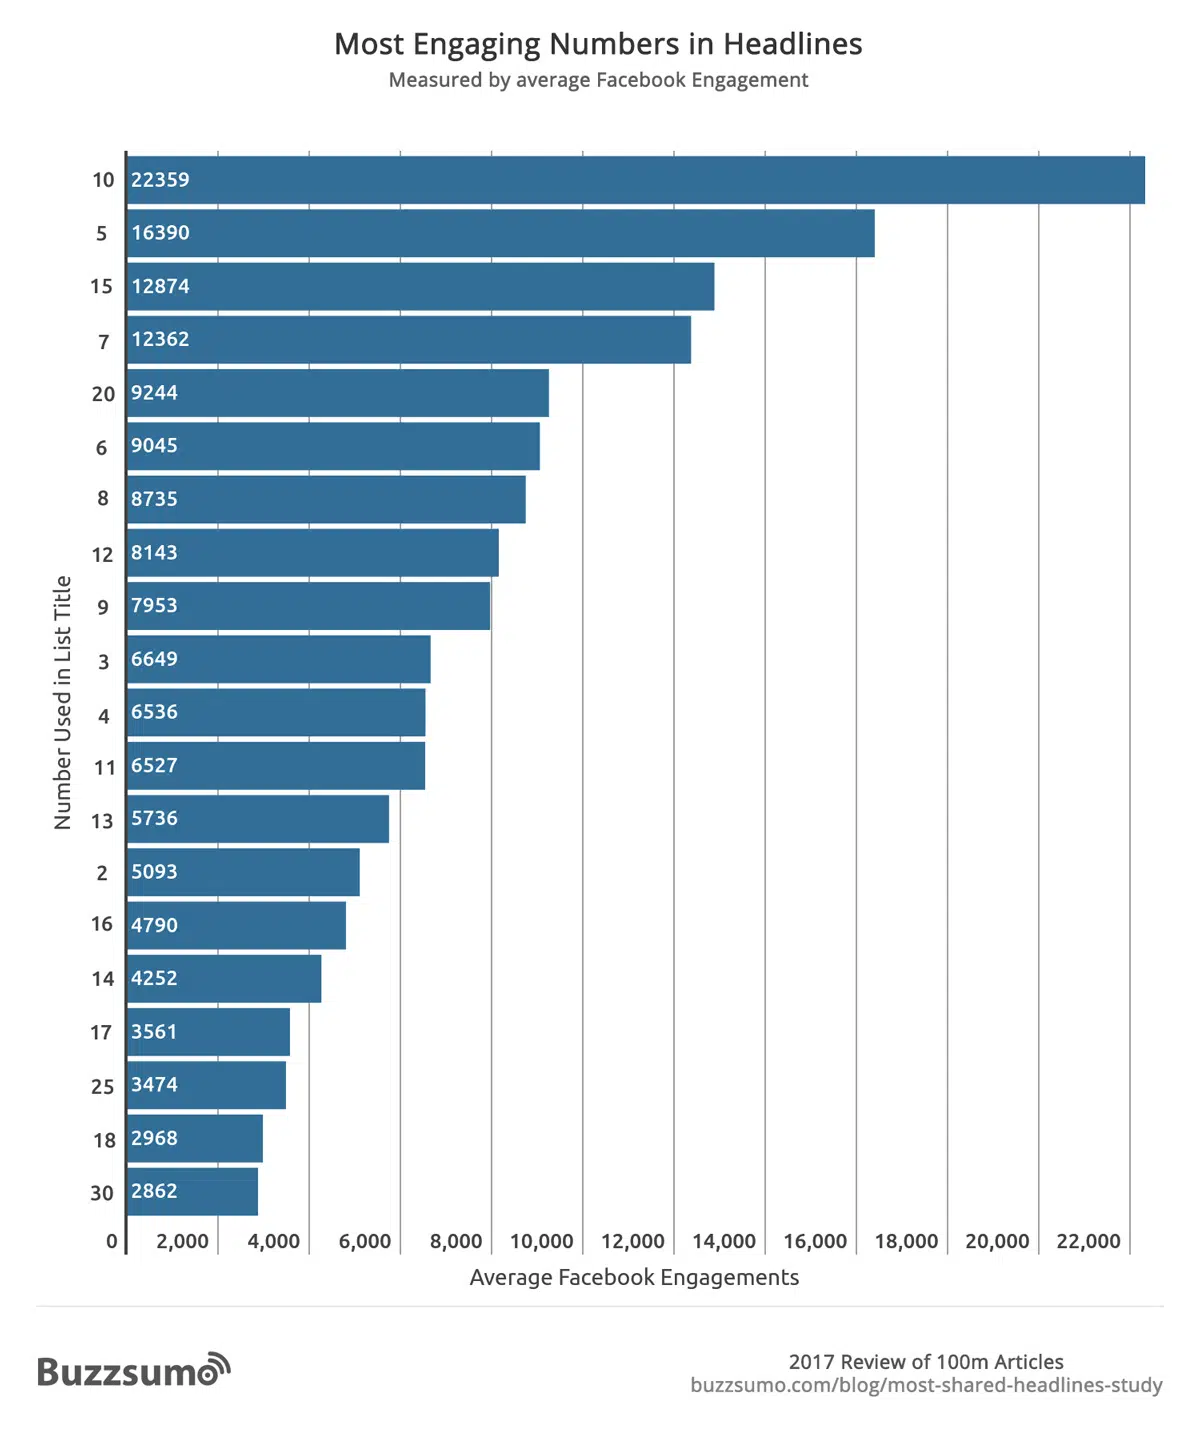 Most Engaging Numbers in Headlines
Measured by average Facebook Engagement
10 22359
5 16390
15 12874
7 12362
20 9244
6 9045
8 8735
12 8143
9 7953
3 6649
4 6536
11 6527
13 5736
2 5093
16 4790
14 4252
17 3561
25 3474
18 2968
30 2862
Number Used in List Title
0 2,000 4,000 6,000 8,000 10,000 12,000 14,000 16,000 18,000 20,000 22,000
Average Facebook Engagements
Buzzsumo
2017 Review of 100m Articles
buzzsumo.com/blog/most-shared-headlines-study